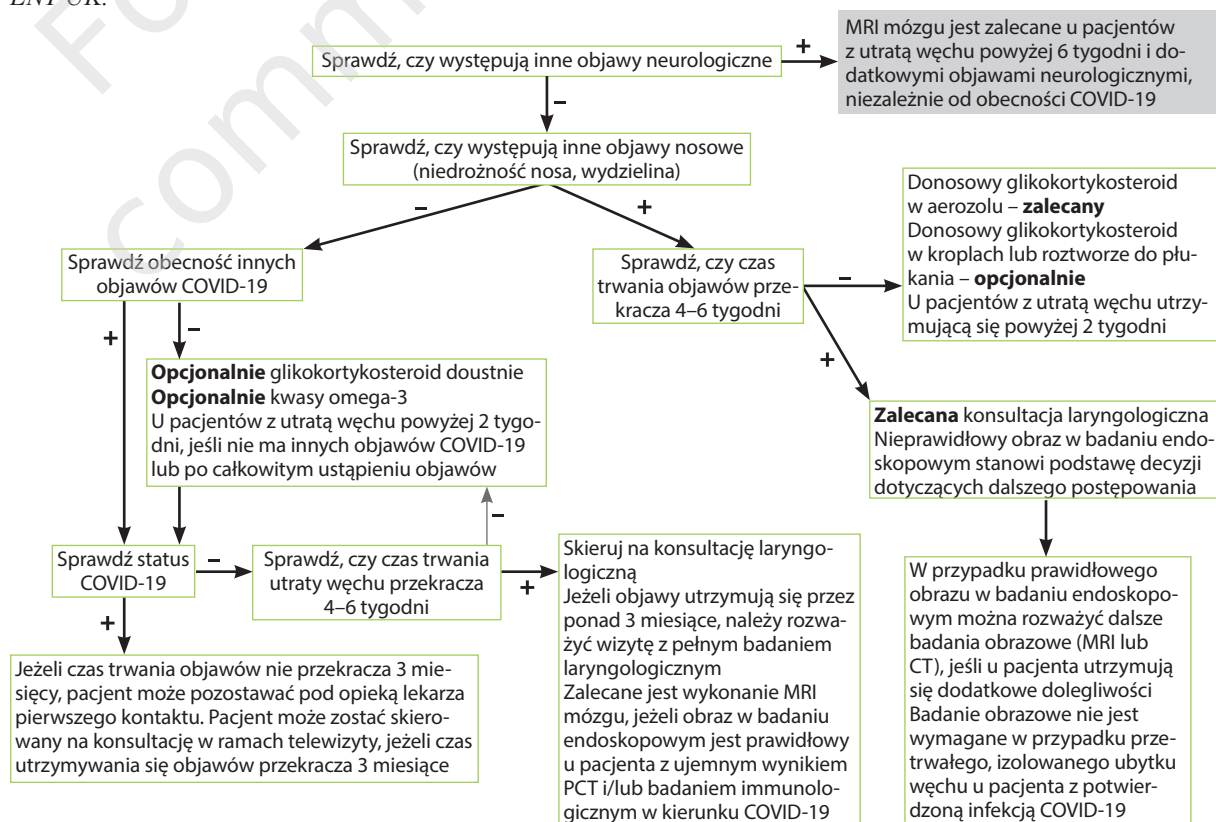 ENT UK.
MRI mózgu jest zalecane u pacjentów
z utratą węchu powyżej 6 tygodni i do-
datkowymi objawami neurologicznymi,
niezależnie od obecności COVID-19
Sprawdź, czy występują inne objawy neurologiczne
+
–
Sprawdź, czy występują inne objawy nosowe
(niedrożność nosa, wydzielina)
–
+
Donosowy glikokortykosteroid
w aerozolu – zalecany
Donosowy glikokortykosteroid
w kroplach lub roztworze do płu-
kania – opcjonalnie
U pacjentów z utratą węchu utrzy-
mującą się powyżej 2 tygodni
Sprawdź obecność innych
objawów COVID-19
Sprawdź, czy czas
trwania objawów prze-
kracza 4–6 tygodni
–
+
–
+
Opcjonalnie glikokortykosteroid doustnie
Opcjonalnie kwasy omega-3
U pacjentów z utratą węchu powyżej 2 tygo-
dni, jeśli nie ma innych objawów COVID-19
lub po całkowitym ustąpieniu objawów
Zalecana konsultacja laryngologiczna
Nieprawidłowy obraz w badaniu endo-
skopowym stanowi podstawę decyzji
dotyczących dalszego postępowania
–
Sprawdź status
COVID-19
–
Sprawdź, czy czas trwania
utraty węchu przekracza
4–6 tygodni
+
Skieruj na konsultację laryngo-
logiczną
Jeżeli objawy utrzymują się przez
ponad 3 miesiące, należy rozwa-
żyć wizytę z pełnym badaniem
laryngologicznym
Zalecane jest wykonanie MRI
mózgu, jeżeli obraz w badaniu
endoskopowym jest prawidłowy
u pacjenta z ujemnym wynikiem
PCT i/lub badaniem immunolo-
gicznym w kierunku COVID-19
W przypadku prawidłowego
obrazu w badaniu endoskopo-
wym można rozważyć dalsze
badania obrazowe (MRI lub
CT), jeśli u pacjenta utrzymują
się dodatkowe dolegliwości
Badanie obrazowe nie jest
wymagane w przypadku prze-
trwałego, izolowanego ubytku
węchu u pacjenta z potwier-
dzoną infekcją COVID-19
+
Jeżeli czas trwania objawów nie przekracza 3 mie-
sięcy, pacjent może pozostawać pod opieką lekarza
pierwszego kontaktu. Pacjent może zostać skiero-
wany na konsultację w ramach telewizyty, jeżeli czas
utrzymywania się objawów przekracza 3 miesiące